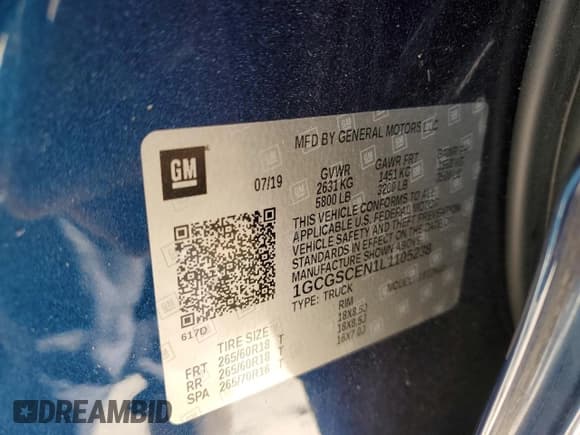 GM
MFD BY GENERAL MOTORS LLC
07/19
GVWR
2631 KG
5800 LB
GAWR FRT
1451 KG
3200 LB
THIS VEHICLE CONFORMS TO ALL
APPLICABLE U.S. FEDERAL MOTOR
VEHICLE SAFETY AND THEFT
PREVENTION STANDARDS IN EFFECT ON
THE DATE OF MANUFACTURE
SHOWN ABOVE.
1GCGSCEN1L1105238
TYPE: TRUCK
MODEL:
617D
TIRE SIZE
RIM
FRT 265/60R18 T 18X8.5J
RR 265/60R18 T 18X8.5J
SPA 265/70R16 T 16X7.0J
DREAMBID